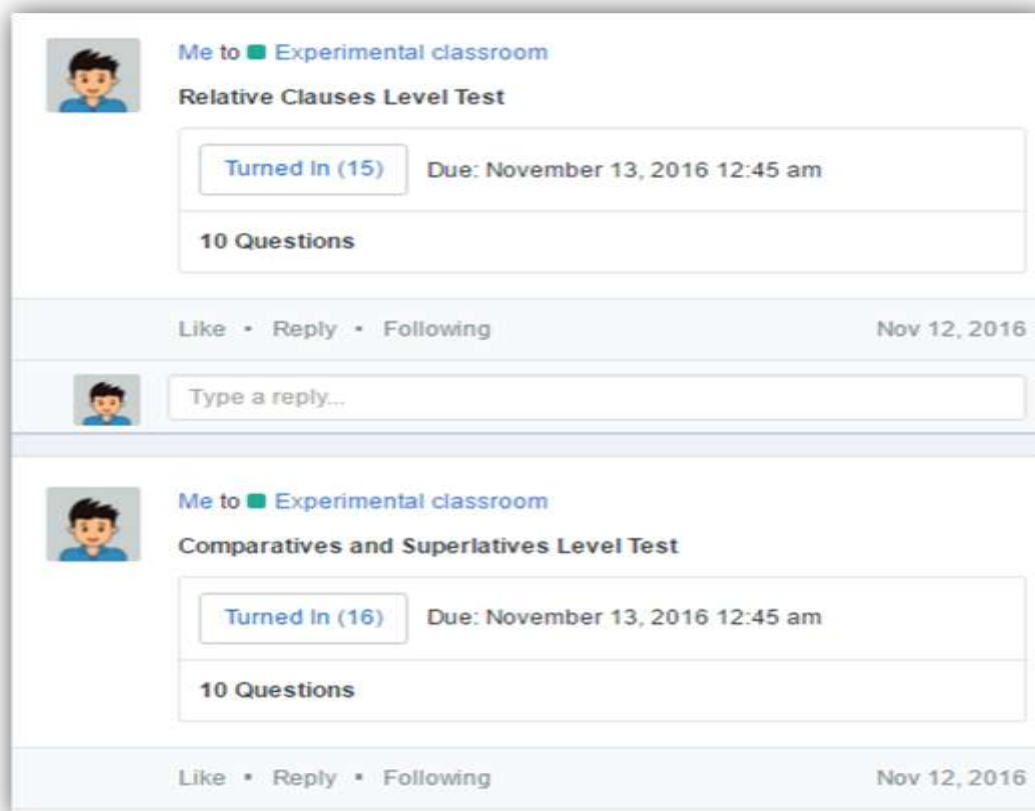 Me to Experimental classroom
Relative Clauses Level Test
Turned In (15) Due: November 13, 2016 12:45 am
10 Questions
Like • Reply • Following Nov 12, 2016
Type a reply...
Me to Experimental classroom
Comparatives and Superlatives Level Test
Turned In (16) Due: November 13, 2016 12:45 am
10 Questions
Like • Reply • Following Nov 12, 2016